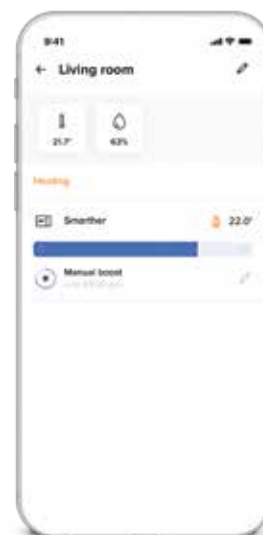 9:41
Living room
21.7° 63%
Heating
Smarther 22.0°
Manual boost